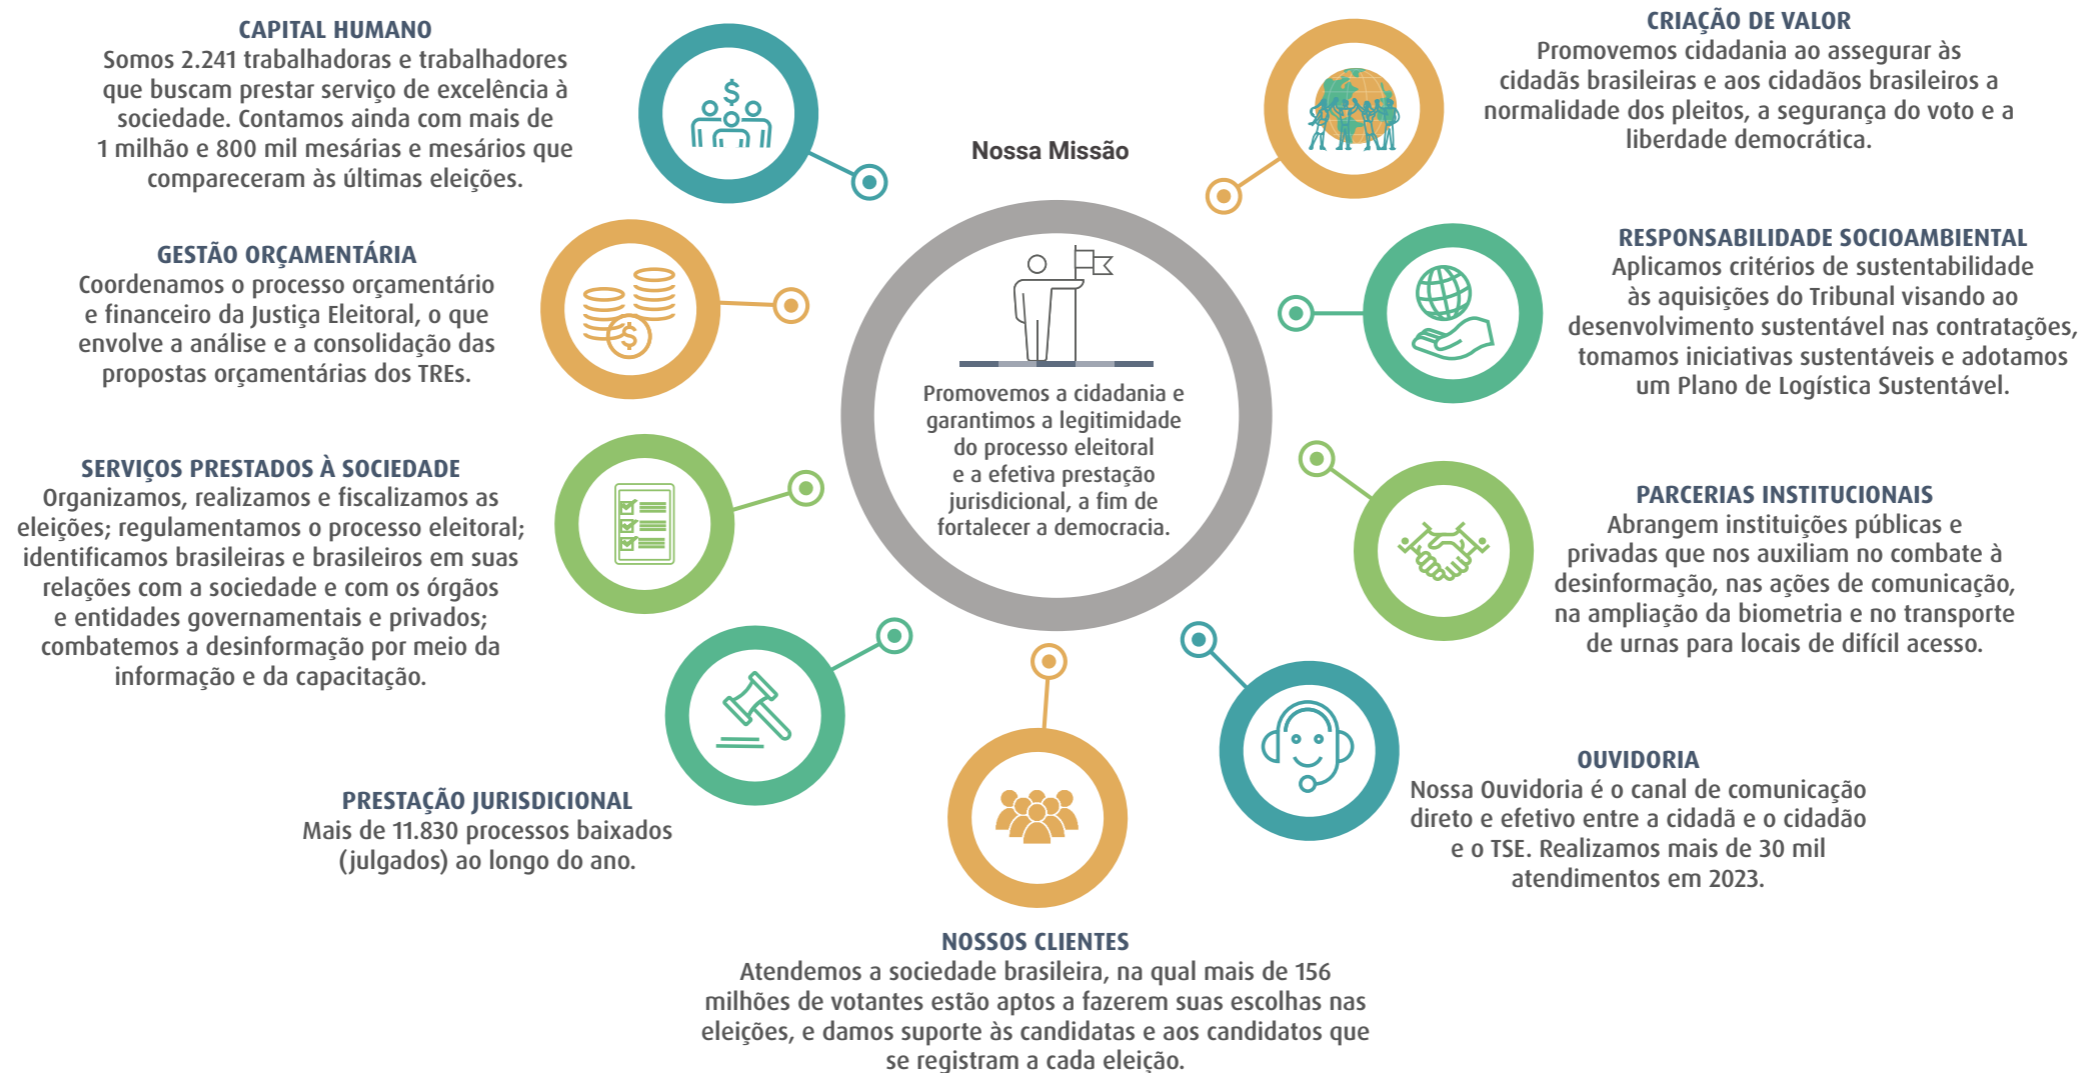 CAPITAL HUMANO
Somos 2.241 trabalhadoras e trabalhadores
que buscam prestar serviço de excelência à
sociedade. Contamos ainda com mais de
1 milhão e 800 mil mesárias e mesários que
compareceram às últimas eleições.
GESTÃO ORÇAMENTÁRIA
Coordenamos o processo orçamentário
e financeiro da Justiça Eleitoral, o que
envolve a análise e a consolidação das
propostas orçamentárias dos TREs.
SERVIÇOS PRESTADOS À SOCIEDADE
Organizamos, realizamos e fiscalizamos as
eleições; regulamentamos o processo eleitoral;
identificamos brasileiras e brasileiros em suas
relações com a sociedade e com os órgãos
e entidades governamentais e privados;
combatemos a desinformação por meio da
informação e da capacitação.
PRESTAÇÃO JURISDICIONAL
Mais de 11.830 processos baixados
(julgados) ao longo do ano.
Nossa Missão
Promovemos a cidadania e
garantimos a legitimidade
do processo eleitoral
e a efetiva prestação
jurisdicional, a fim de
fortalecer a democracia.
NOSSOS CLIENTES
Atendemos a sociedade brasileira, na qual mais de 156
milhões de votantes estão aptos a fazerem suas escolhas nas
eleições, e damos suporte às candidatas e aos candidatos que
se registram a cada eleição.
CRIAÇÃO DE VALOR
Promovemos cidadania ao assegurar às
cidadãs brasileiras e aos cidadãos brasileiros a
normalidade dos pleitos, a segurança do voto e a
liberdade democrática.
RESPONSABILIDADE SOCIOAMBIENTAL
Aplicamos critérios de sustentabilidade
às aquisições do Tribunal visando ao
desenvolvimento sustentável nas contratações,
tomamos iniciativas sustentáveis e adotamos
um Plano de Logística Sustentável.
PARCERIAS INSTITUCIONAIS
Abrangem instituições públicas e
privadas que nos auxiliam no combate à
desinformação, nas ações de comunicação,
na ampliação da biometria e no transporte
de urnas para locais de difícil acesso.
OUVIDORIA
Nossa Ouvidoria é o canal de comunicação
direto e efetivo entre a cidadã e o cidadão
e o TSE. Realizamos mais de 30 mil
atendimentos em 2023.